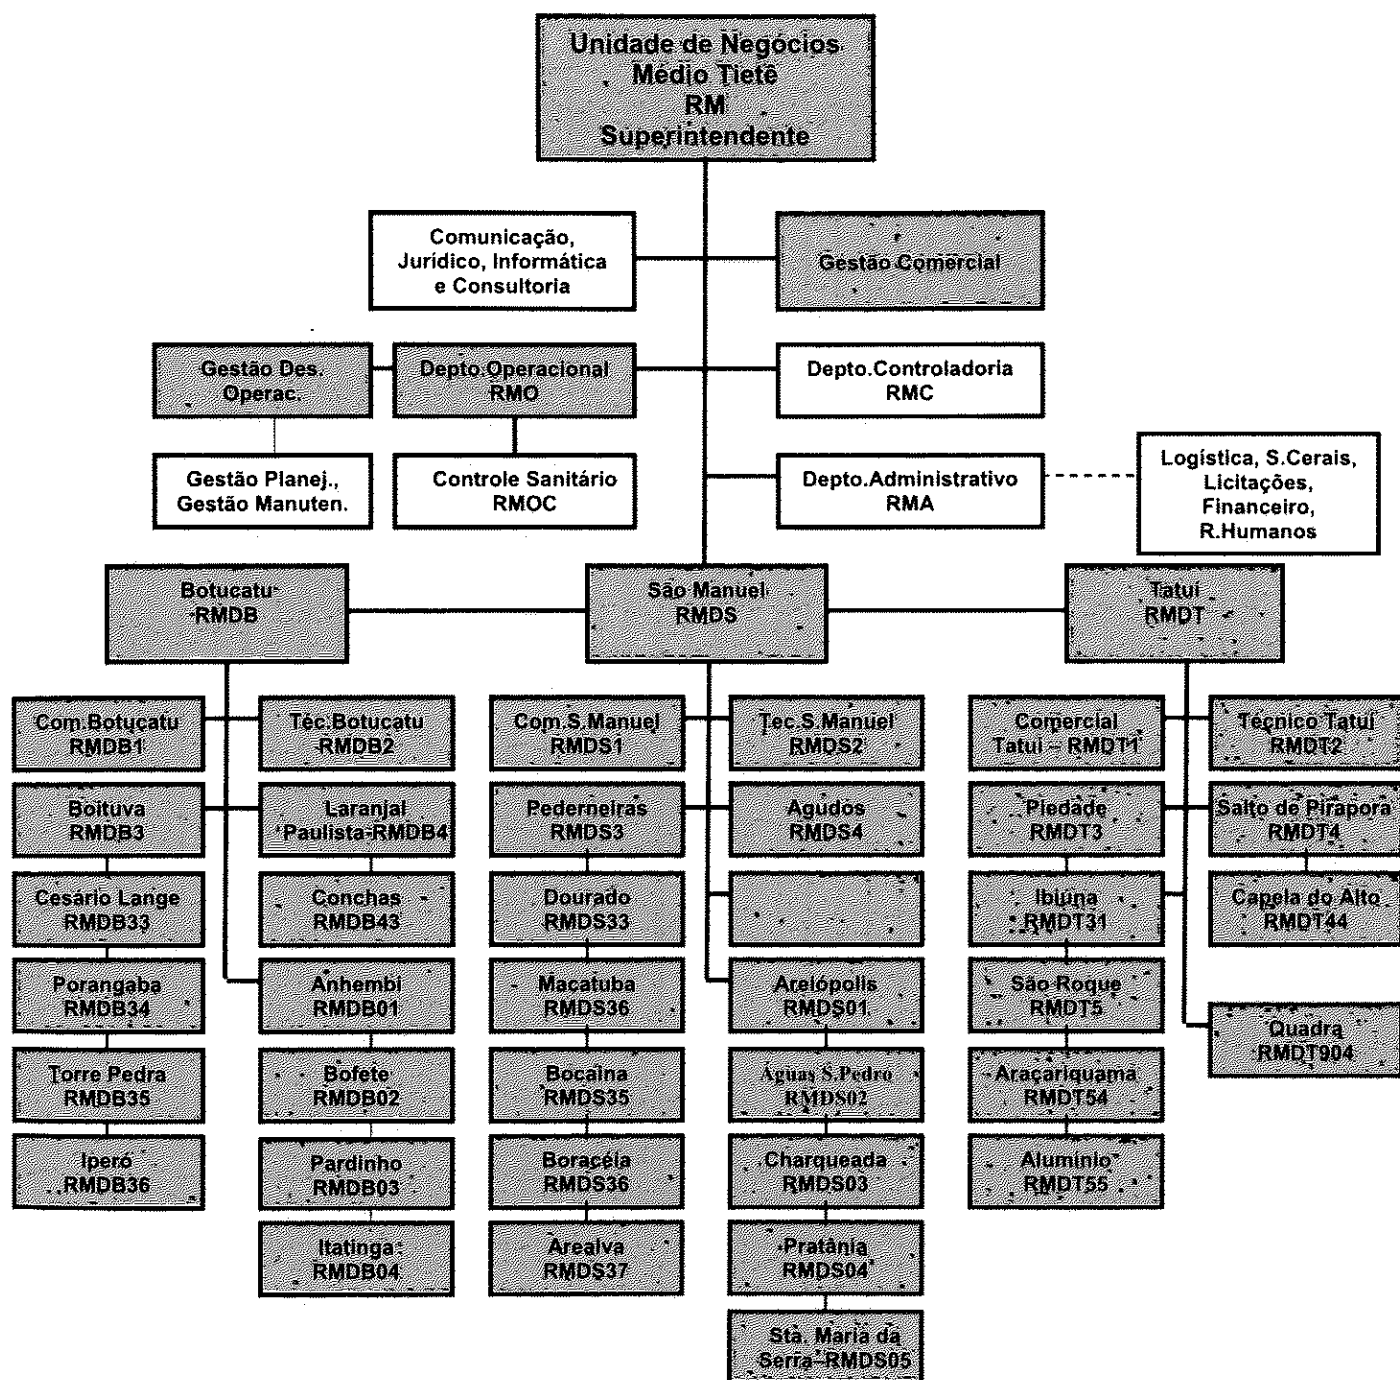 Unidade de Negócios
Médio Tietê
RM
Superintendente
Comunicação,
Jurídico, Informática
e Consultoria
Gestão Comercial
Gestão Des.
Operac.
Depto.Operacional
RMO
Depto.Controladoria
RMC
Gestão Planej.,
Gestão Manuten.
Controle Sanitário
RMOC
Depto.Administrativo
RMA
Logística, S.Cerais,
Licitações,
Financeiro,
R.Humanos
Botucatu
RMDB
São Manuel
RMDS
Tatuí
RMDT
Com.Botucatu
RMDB1
Téc.Botucatu
RMDB2
Com.S.Manuel
RMDS1
Tec.S.Manuel
RMDS2
Comercial
Tatuí – RMDT1
Técnico Tatuí
RMDT2
Boituva
RMDB3
Laranjal
Paulista-RMDB4
Pederneiras
RMDS3
Agudos
RMDS4
Piedade
RMDT3
Salto de Pirapora
RMDT4
Cesário Lange
RMDB33
Conchas
RMDB43
Dourado
RMDS33
Ibiúna
RMDT31
Capela do Alto
RMDT44
Porangaba
RMDB34
Anhembi
RMDB01
Macatuba
RMDS36
Areiópolis
RMDS01
São Roque
RMDT5
Quadra
RMDT904
Torre Pedra
RMDB35
Bofete
RMDB02
Bocaina
RMDS35
Águas S.Pedro
RMDS02
Araçariquama
RMDT54
Iperó
RMDB36
Pardinho
RMDB03
Boracéia
RMDS36
Charqueada
RMDS03
Alumínio
RMDT55
Itatinga
RMDB04
Arealva
RMDS37
Pratânia
RMDS04
Sta. Maria da
Serra-RMDS05